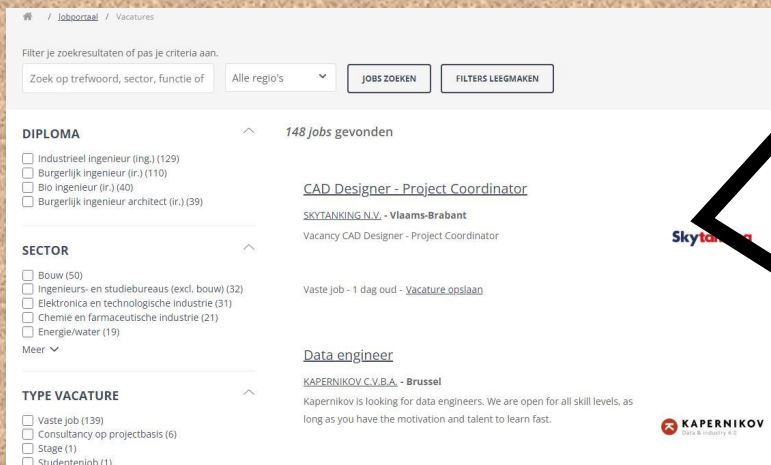 / Jobportaal / Vacatures
Filter je zoekresultaten of pas je criteria aan.
Zoek op trefwoord, sector, functie of
Alle regio's
JOBS ZOEKEN
FILTERS LEEGMAKEN
DIPLOMA
Industrieel ingenieur (ing.) (129)
Burgerlijk ingenieur (ir.) (110)
Bio ingenieur (ir.) (40)
Burgerlijk ingenieur architect (ir.) (39)
SECTOR
Bouw (50)
Ingenieurs- en studiebureaus (excl. bouw) (32)
Elektronica en technologische industrie (31)
Chemie en farmaceutische industrie (21)
Energie/water (19)
Meer
TYPE VACATURE
Vaste job (139)
Consultancy op projectbasis (6)
Stage (1)
Studentenjob (1)
148 jobs gevonden
CAD Designer - Project Coordinator
SKYTANKING N.V. - Vlaams-Brabant
Vacancy CAD Designer - Project Coordinator
Vaste job - 1 dag oud - Vacature opslaan
Data engineer
KAPERNIKOV C.V.B.A. - Brussel
Kapernikov is looking for data engineers. We are open for all skill levels, as
long as you have the motivation and talent to learn fast.
KAPERNIKOV
Data & Industry 4.0